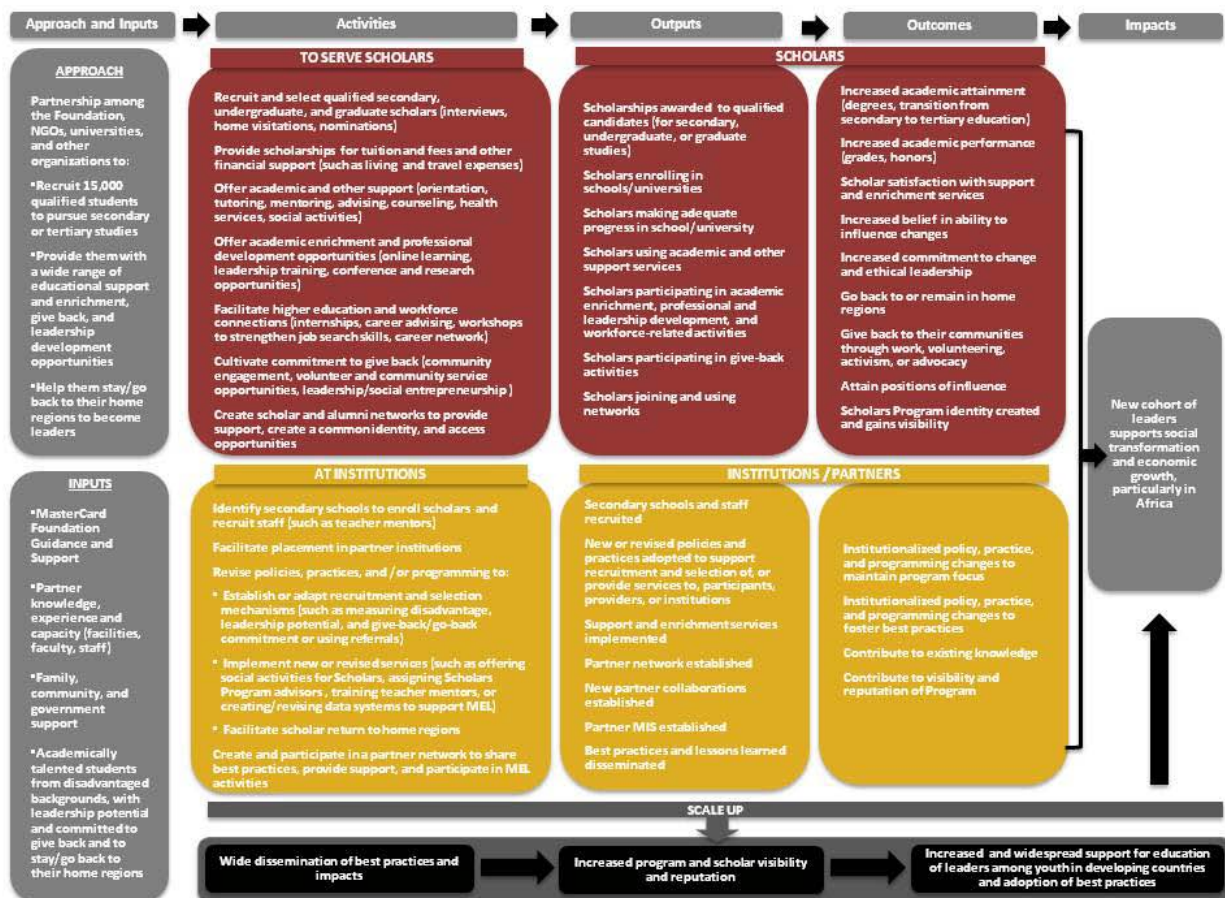 Approach and Inputs
Activities
Outputs
Outcomes
Impacts
APPROACH
Partnership among
the Foundation,
NGOs, universities,
and other
organizations to:
▪Recruit 15,000
qualified students
to pursue secondary
or tertiary studies
▪Provide them with
a wide range of
educational support
and enrichment,
give back, and
leadership
development
opportunities
▪Help them stay/go
back to their home
regions to become
leaders
INPUTS
▪MasterCard
Foundation
Guidance and
Support
▪Partner
knowledge,
experience and
capacity (facilities,
faculty, staff)
▪Family,
community, and
government
support
▪Academically
talented students
from disadvantaged
backgrounds, with
leadership potential
and committed to
give back and to
stay/go back to
their home regions
TO SERVE SCHOLARS
Recruit and select qualified secondary,
undergraduate, and graduate scholars (interviews,
home visitations, nominations)
Provide scholarships for tuition and fees and other
financial support (such as living and travel expenses)
Offer academic and other support (orientation,
tutoring, mentoring, advising, counseling, health
services, social activities)
Offer academic enrichment and professional
development opportunities (online learning,
leadership training, conference and research
opportunities)
Facilitate higher education and workforce
connections (internships, career advising, workshops
to strengthen job search skills, career network)
Cultivate commitment to give back (community
engagement, volunteer and community service
opportunities, leadership/social entrepreneurship )
Create scholar and alumni networks to provide
support, create a common identity, and access
opportunities
SCHOLARS
Scholarships awarded to qualified
candidates (for secondary,
undergraduate, or graduate
studies)
Scholars enrolling in
schools/universities
Scholars making adequate
progress in school/university
Scholars using academic and other
support services
Scholars participating in academic
enrichment, professional and
leadership development, and
workforce-related activities
Scholars participating in give-back
activities
Scholars joining and using
networks
Increased academic attainment
(degrees, transition from
secondary to tertiary education)
Increased academic performance
(grades, honors)
Scholar satisfaction with support
and enrichment services
Increased belief in ability to
influence changes
Increased commitment to change
and ethical leadership
Go back to or remain in home
regions
Give back to their communities
through work, volunteering,
activism, or advocacy
Attain positions of influence
Scholars Program identity created
and gains visibility
AT INSTITUTIONS
Identify secondary schools to enroll scholars and
recruit staff (such as teacher mentors)
Facilitate placement in partner institutions
Revise policies, practices, and /or programming to:
▪ Establish or adapt recruitment and selection
mechanisms (such as measuring disadvantage,
leadership potential, and give-back/go-back
commitment or using referrals)
▪ Implement new or revised services (such as offering
social activities for Scholars, assigning Scholars
Program advisors , training teacher mentors, or
creating/revising data systems to support MEL)
▪ Facilitate scholar return to home regions
Create and participate in a partner network to share
best practices, provide support, and participate in MEL
activities
INSTITUTIONS / PARTNERS
Secondary schools and staff
recruited
New or revised policies and
practices adopted to support
recruitment and selection of, or
provide services to, participants,
providers, or institutions
Support and enrichment services
implemented
Partner network established
New partner collaborations
established
Partner MIS established
Best practices and lessons learned
disseminated
Institutionalized policy, practice,
and programming changes to
maintain program focus
Institutionalized policy, practice,
and programming changes to
foster best practices
Contribute to existing knowledge
Contribute to visibility and
reputation of Program
New cohort of
leaders
supports social
transformation
and economic
growth,
particularly in
Africa
SCALE UP
Wide dissemination of best practices and
impacts
Increased program and scholar visibility
and reputation
Increased and widespread support for education
of leaders among youth in developing countries
and adoption of best practices